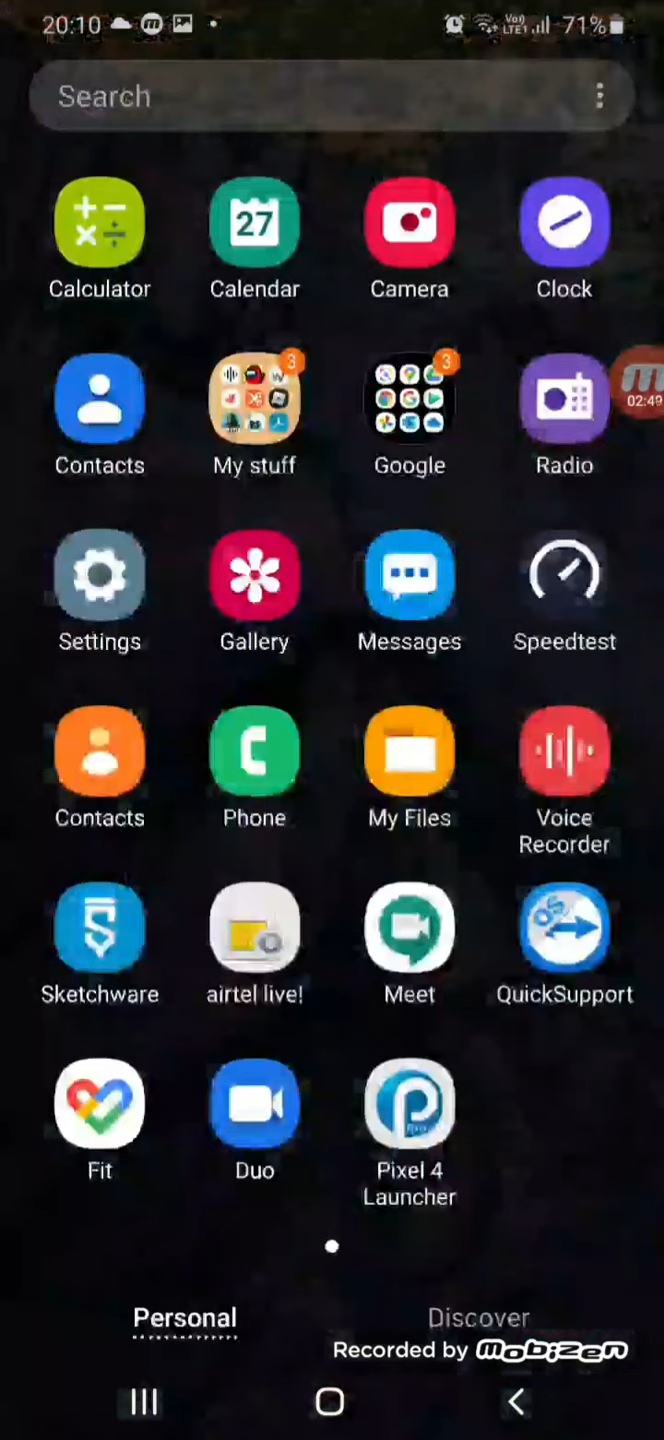 20:10 71%
Search
27
Calculator Calendar Camera Clock
3 3
02:49
Contacts My stuff Google Radio
Settings Gallery Messages Speedtest
Contacts Phone My Files Voice
Recorder
Sketchware airtel live! Meet QuickSupport
Fit Duo Pixel 4
Launcher
Personal Discover
Recorded by mobizen